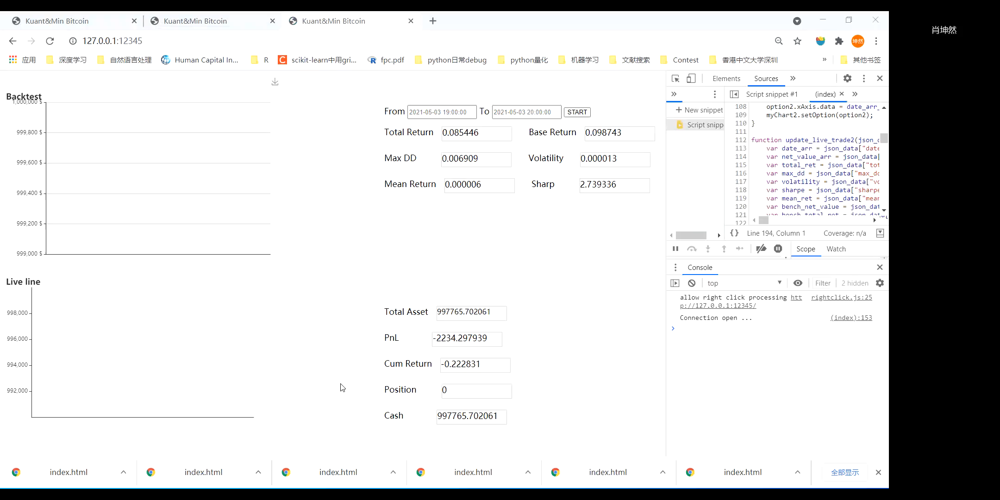 Kuant&Min Bitcoin
Kuant&Min Bitcoin
Kuant&Min Bitcoin
肖坤然
127.0.0.1:12345
坤然
应用
深度学习
自然语言处理
Human Capital In...
R
scikit-learn中用gri...
fpc.pdf
python日常debug
python量化
机器学习
文献搜索
Contest
香港中文大学深圳
»
其他书签
Backtest
1,000,000 $
999,800 $
999,600 $
999,400 $
999,200 $
999,000 $
From 2021-05-03 19:00:00 To 2021-05-03 20:00:00 START
Total Return 0.085446 Base Return 0.098743
Max DD 0.006909 Volatility 0.000013
Mean Return 0.000006 Sharp 2.739336
Live line
998,000
996,000
994,000
992,000
Total Asset 997765.702061
PnL -2234.297939
Cum Return -0.222831
Position 0
Cash 997765.702061
Elements Sources »
» Script snippet #1 (index) »
+ New snippet
Script snipp
108 option2.xAxis.data = date_arr_
109 myChart2.setOption(option2);
110 }
111
112 function update_live_trade2(json_d
113 var date_arr = json_data["date
114 var net_value_arr = json_data[
115 var total_ret = json_data["tot
116 var max_dd = json_data["max_dd
117 var volatility = json_data["vo
118 var sharpe = json_data["sharpe
119 var mean_ret = json_data["mean
120 var bench_net_value = json_dat
121 var bench_total_ret = json_data[
122
{} Line 194, Column 1 Coverage: n/a
Scope Watch
Console
top Filter 2 hidden
allow right click processing htt rightclick.js:25
p://127.0.0.1:12345/
Connection open ... (index):153
index.html
index.html
index.html
index.html
index.html
index.html
全部显示